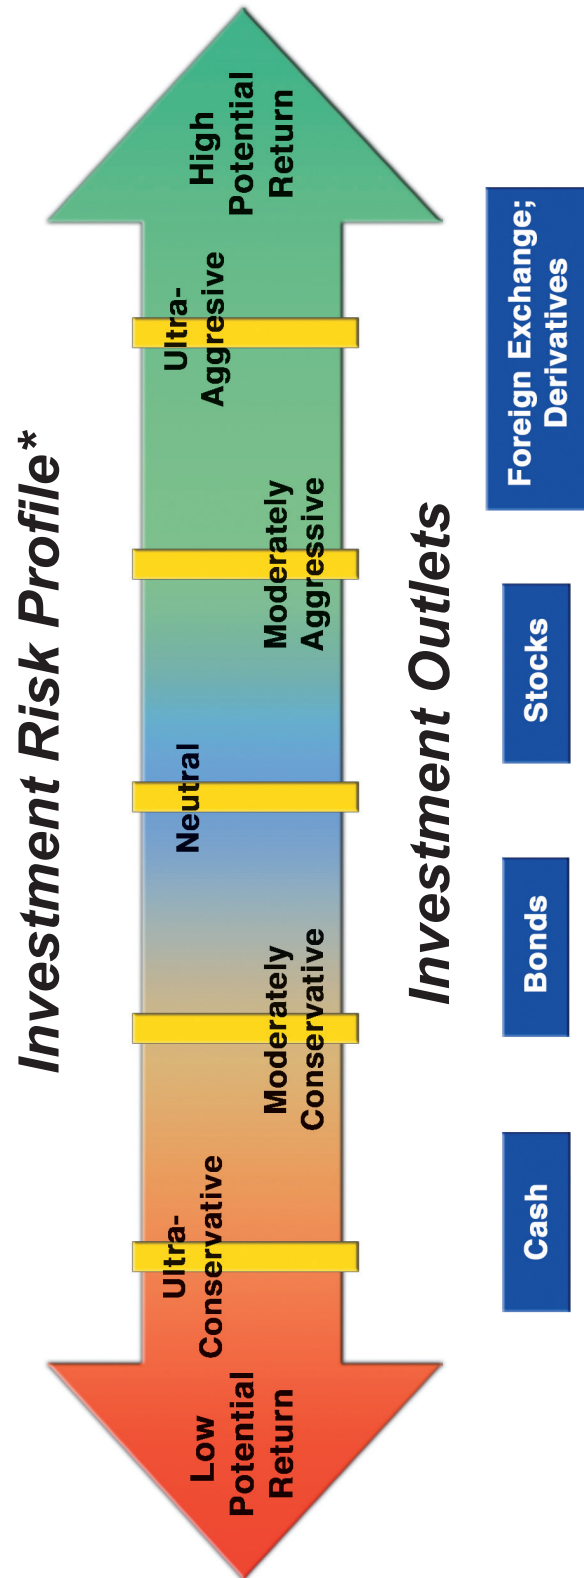 Investment Risk Profile*
Low
Potential
Return
Ultra-
Conservative
Moderately
Conservative
Neutral
Moderately
Aggressive
Ultra-
Aggresive
High
Potential
Return
Investment Outlets
Cash
Bonds
Stocks
Foreign Exchange;
Derivatives